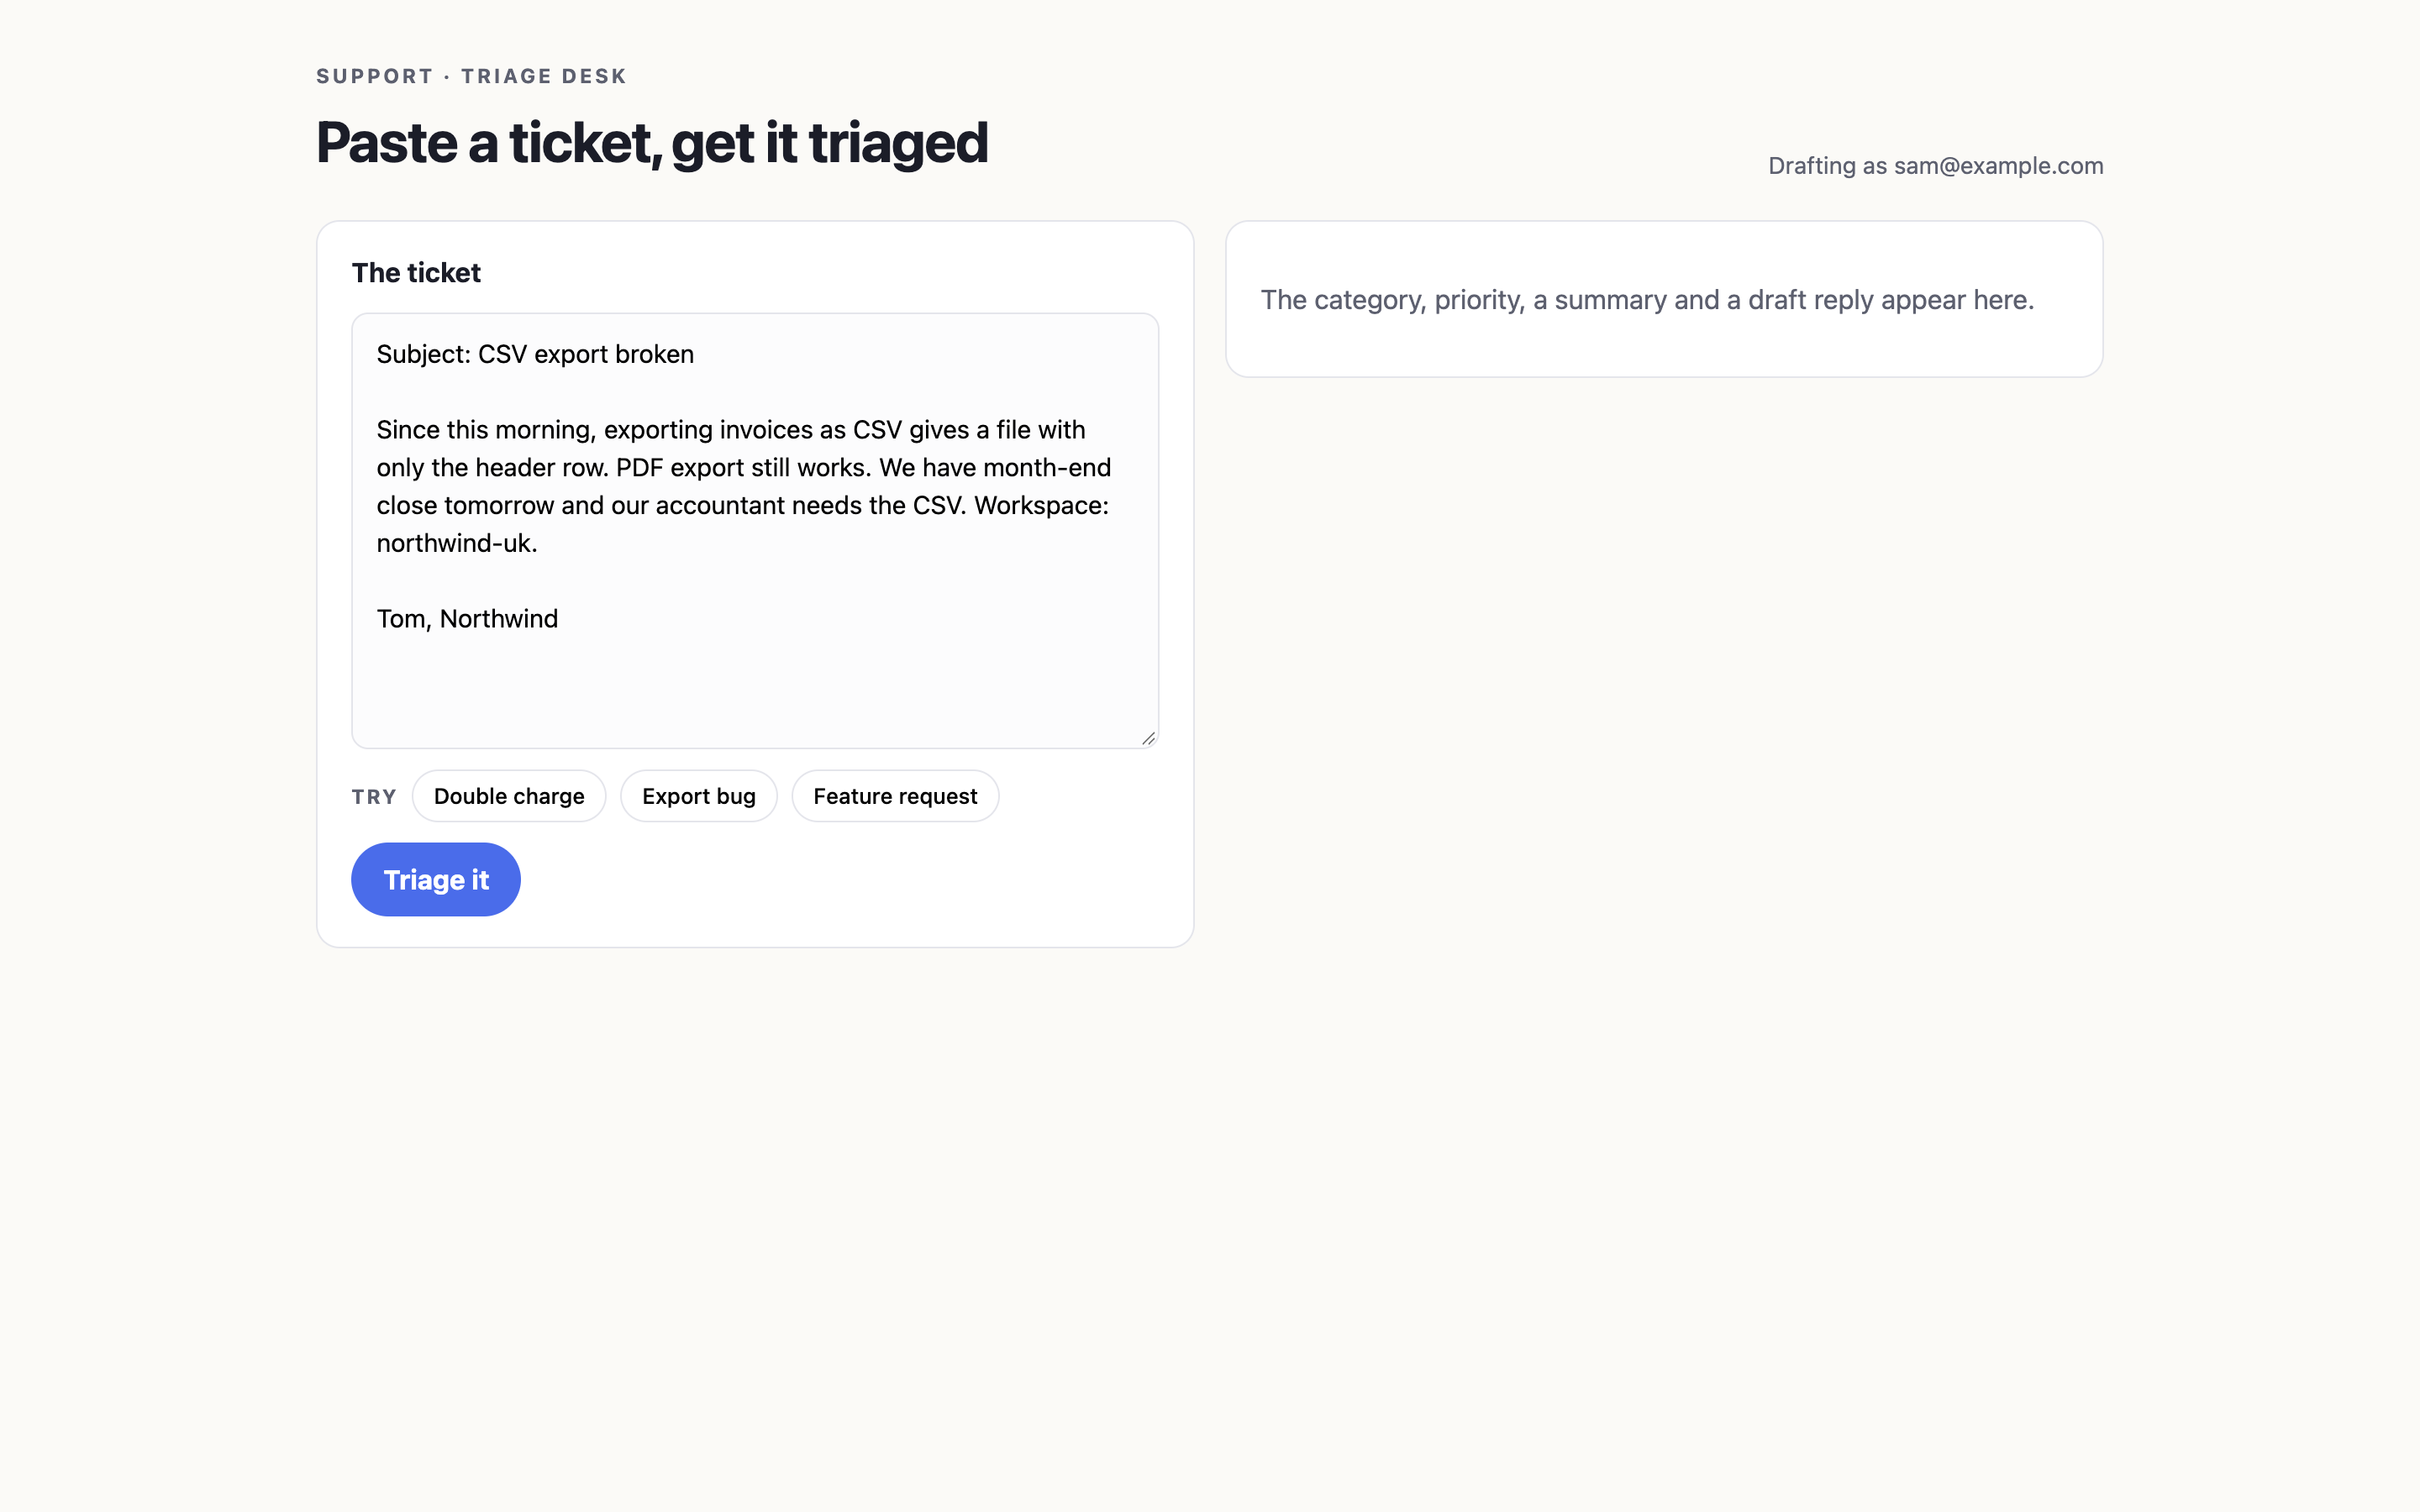 SUPPORT · TRIAGE DESK
Paste a ticket, get it triaged
Drafting as sam@example.com
The ticket
Subject: CSV export broken
Since this morning, exporting invoices as CSV gives a file with
only the header row. PDF export still works. We have month-end
close tomorrow and our accountant needs the CSV. Workspace:
northwind-uk.
Tom, Northwind
TRY
Double charge
Export bug
Feature request
Triage it
The category, priority, a summary and a draft reply appear here.